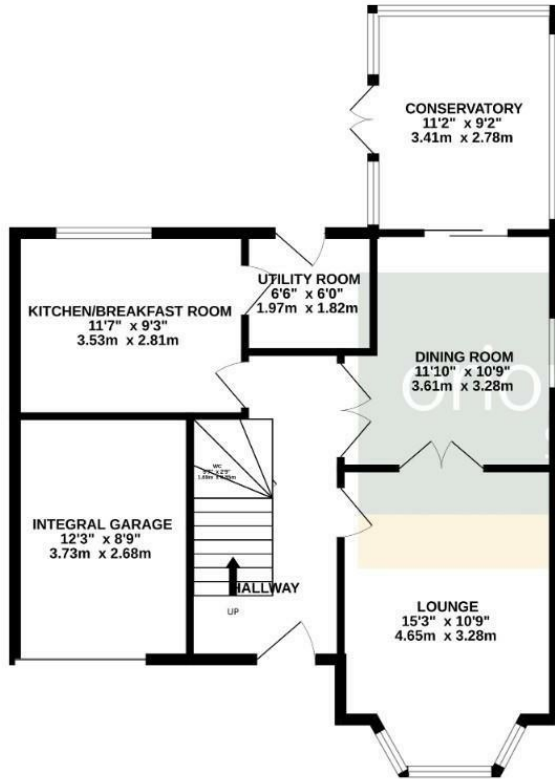 CONSERVATORY
11'2" x 9'2"
3.41m x 2.78m
UTILITY ROOM
6'6" x 6'0"
1.97m x 1.82m
KITCHEN/BREAKFAST ROOM
11'7" x 9'3"
3.53m x 2.81m
DINING ROOM
11'10" x 10'9"
3.61m x 3.28m
WC
INTEGRAL GARAGE
12'3" x 8'9"
3.73m x 2.68m
HALLWAY
UP
LOUNGE
15'3" x 10'9"
4.65m x 3.28m